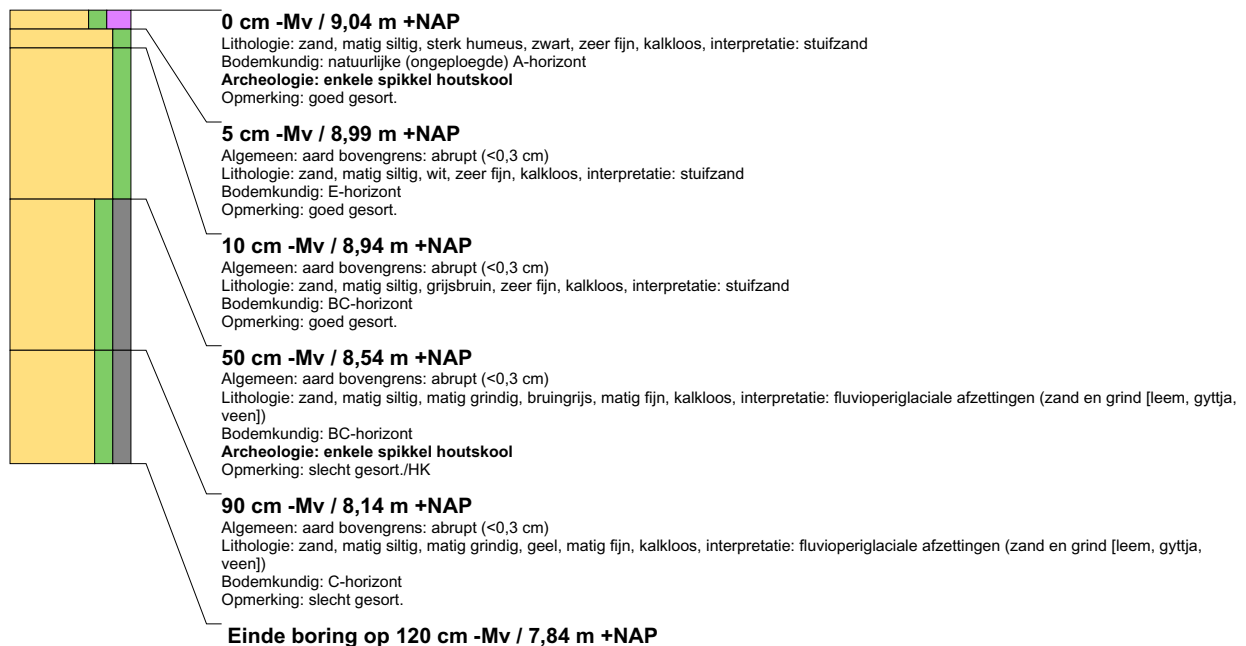 0 cm -Mv / 9,04 m +NAP
Lithologie: zand, matig siltig, sterk humeus, zwart, zeer fijn, kalkloos, interpretatie: stuifzand
Bodemkundig: natuurlijke (ongeploegde) A-horizont
Archeologie: enkele spikkel houtskool
Opmerking: goed gesort.
5 cm -Mv / 8,99 m +NAP
Algemeen: aard bovengrens: abrupt (<0,3 cm)
Lithologie: zand, matig siltig, wit, zeer fijn, kalkloos, interpretatie: stuifzand
Bodemkundig: E-horizont
Opmerking: goed gesort.
10 cm -Mv / 8,94 m +NAP
Algemeen: aard bovengrens: abrupt (<0,3 cm)
Lithologie: zand, matig siltig, grijsbruin, zeer fijn, kalkloos, interpretatie: stuifzand
Bodemkundig: BC-horizont
Opmerking: goed gesort.
50 cm -Mv / 8,54 m +NAP
Algemeen: aard bovengrens: abrupt (<0,3 cm)
Lithologie: zand, matig siltig, matig grindig, bruingrijs, matig fijn, kalkloos, interpretatie: fluvioperiglaciale afzettingen (zand en grind [leem, gyttja,
veen])
Bodemkundig: BC-horizont
Archeologie: enkele spikkel houtskool
Opmerking: slecht gesort./HK
90 cm -Mv / 8,14 m +NAP
Algemeen: aard bovengrens: abrupt (<0,3 cm)
Lithologie: zand, matig siltig, matig grindig, geel, matig fijn, kalkloos, interpretatie: fluvioperiglaciale afzettingen (zand en grind [leem, gyttja,
veen])
Bodemkundig: C-horizont
Opmerking: slecht gesort.
Einde boring op 120 cm -Mv / 7,84 m +NAP